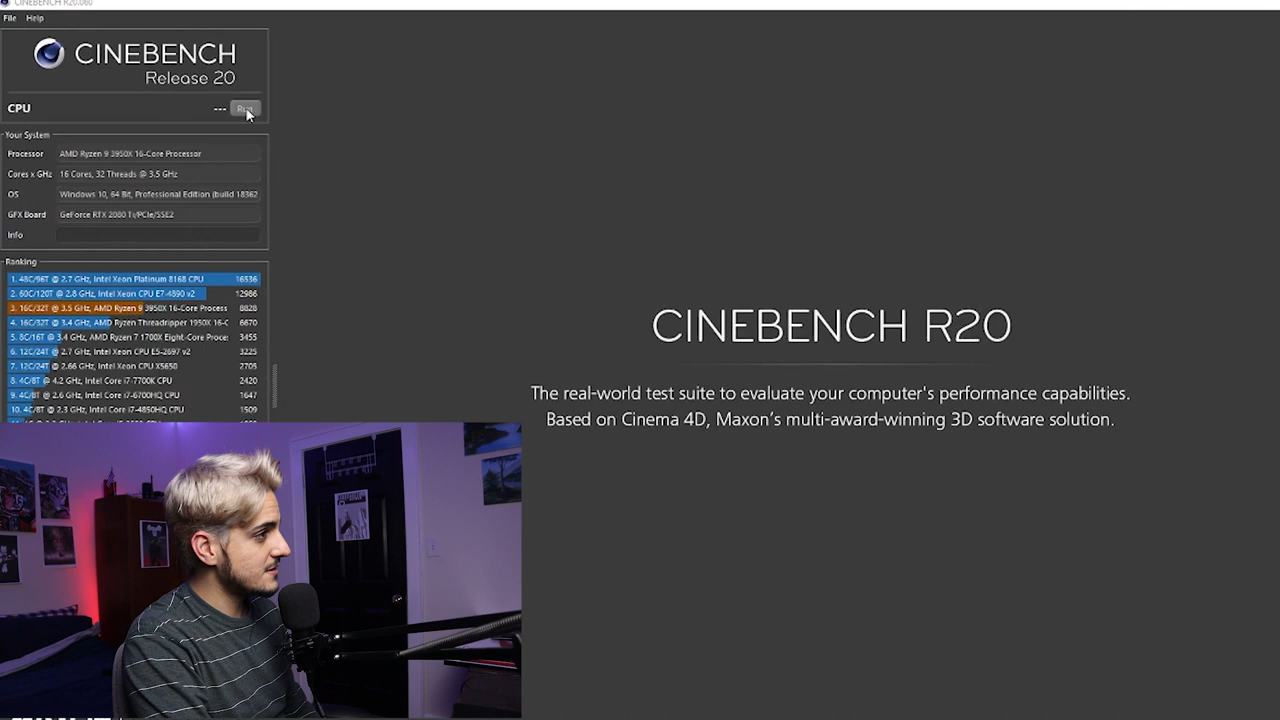 CINEBENCH R20.060
File Help
CINEBENCH
Release 20
CPU --- Run
Your System
Processor AMD Ryzen 9 3950X 16-Core Processor
Cores x GHz 16 Cores, 32 Threads @ 3.5 GHz
OS Windows 10, 64 Bit, Professional Edition (build 18362
GFX Board GeForce RTX 2080 Ti/PCIe/SSE2
Info
Ranking
1. 48C/96T @ 2.7 GHz, Intel Xeon Platinum 8168 CPU 16536
2. 60C/120T @ 2.8 GHz, Intel Xeon CPU E7-4890 v2 12986
3. 16C/32T @ 3.5 GHz, AMD Ryzen 9 3950X 16-Core Process 8828
4. 16C/32T @ 3.4 GHz, AMD Ryzen Threadripper 1950X 16-C 6670
5. 8C/16T @ 3.4 GHz, AMD Ryzen 7 1700X Eight-Core Proce 3455
6. 12C/24T @ 2.7 GHz, Intel Xeon CPU E5-2697 v2 3225
7. 12C/24T @ 2.66 GHz, Intel Xeon CPU X5650 2705
8. 4C/8T @ 4.2 GHz, Intel Core i7-7700K CPU 2420
9. 4C/8T @ 2.6 GHz, Intel Core i7-6700HQ CPU 1647
10. 4C/8T @ 2.3 GHz, Intel Core i7-4850HQ CPU 1509
CINEBENCH R20
The real-world test suite to evaluate your computer's performance capabilities.
Based on Cinema 4D, Maxon's multi-award-winning 3D software solution.